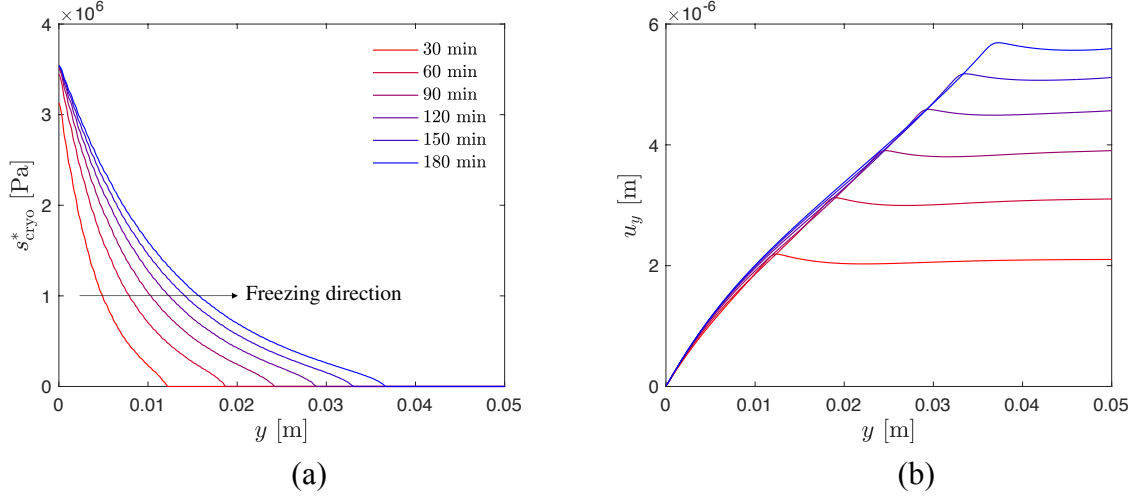 ×10⁶
4
3
2
1
0
s*cryo [Pa]
30 min
60 min
90 min
120 min
150 min
180 min
Freezing direction
0 0.01 0.02 0.03 0.04 0.05
y [m]
(a)
×10⁻⁶
6
4
2
0
u_y [m]
0 0.01 0.02 0.03 0.04 0.05
y [m]
(b)